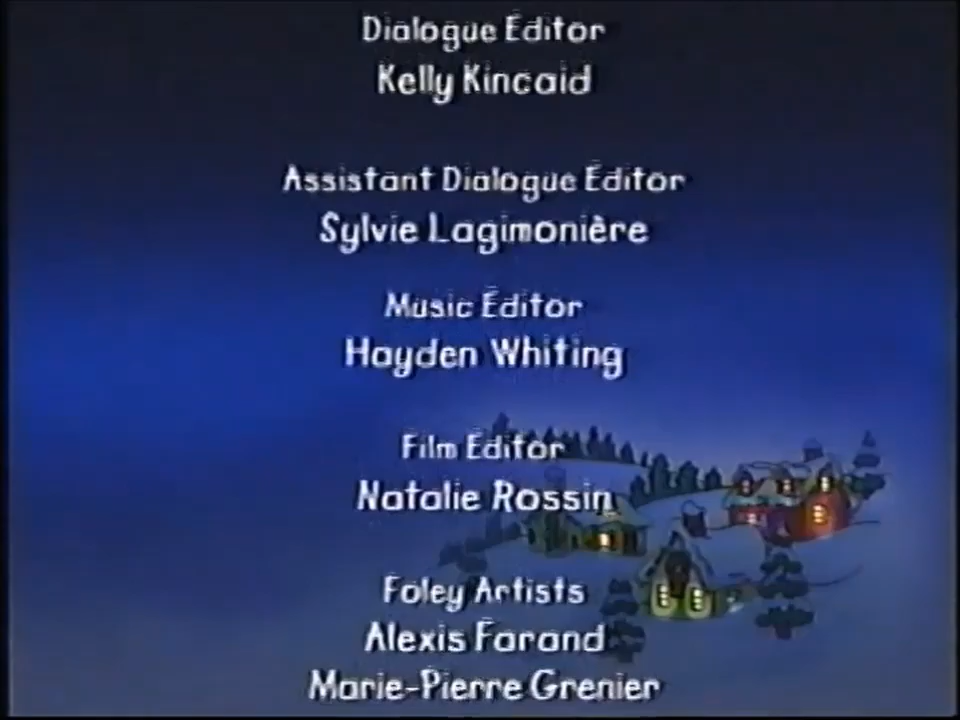 Dialogue Editor
Kelly Kincaid
Assistant Dialogue Editor
Sylvie Lagimonière
Music Editor
Hayden Whiting
Film Editor
Natalie Rossin
Foley Artists
Alexis Farand
Marie-Pierre Grenier